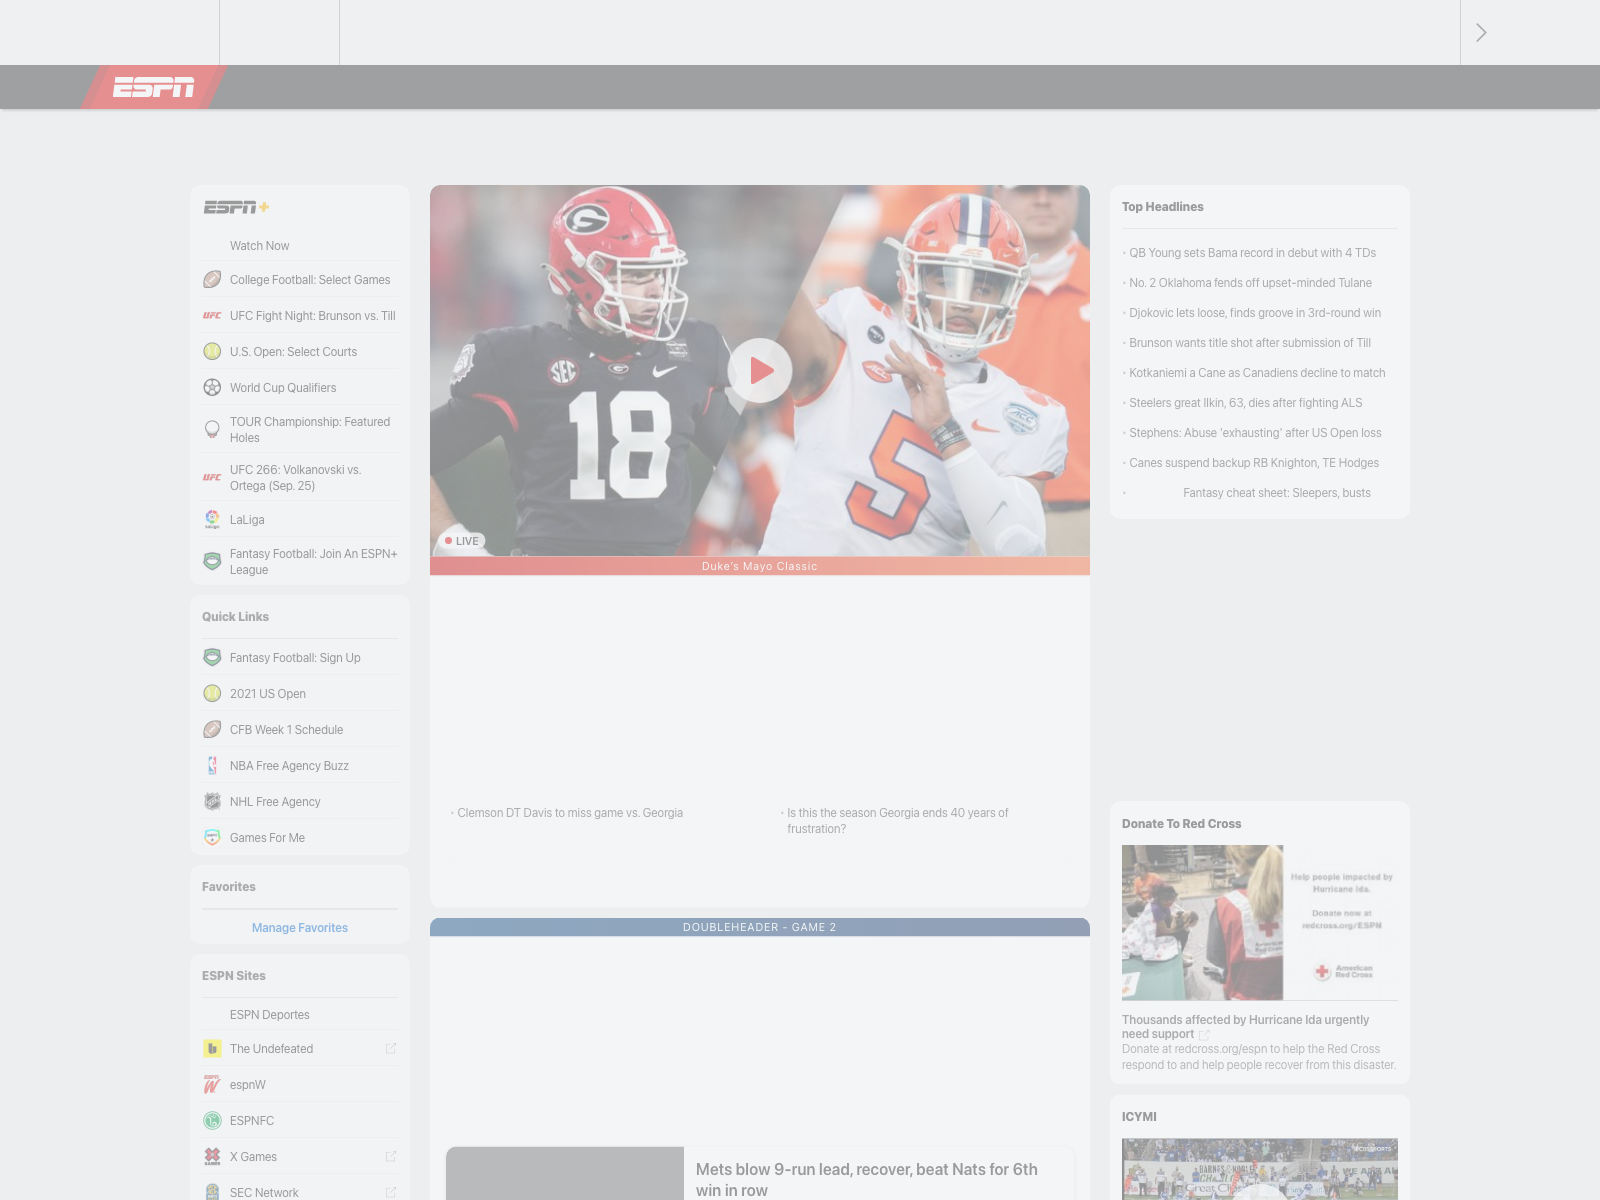 ESPN
ESPN+
Watch Now
College Football: Select Games
UFC
UFC Fight Night: Brunson vs. Till
U.S. Open: Select Courts
World Cup Qualifiers
TOUR Championship: Featured
Holes
UFC
UFC 266: Volkanovski vs.
Ortega (Sep. 25)
LaLiga
Fantasy Football: Join An ESPN+
League
Quick Links
Fantasy Football: Sign Up
2021 US Open
CFB Week 1 Schedule
NBA Free Agency Buzz
NHL Free Agency
Games For Me
Favorites
Manage Favorites
ESPN Sites
ESPN Deportes
The Undefeated
espnW
ESPNFC
X Games
SEC Network
G
SEC
18
ACC
5
LIVE
Duke's Mayo Classic
Clemson DT Davis to miss game vs. Georgia
Is this the season Georgia ends 40 years of
frustration?
DOUBLEHEADER - GAME 2
Mets blow 9-run lead, recover, beat Nats for 6th
win in row
Top Headlines
QB Young sets Bama record in debut with 4 TDs
No. 2 Oklahoma fends off upset-minded Tulane
Djokovic lets loose, finds groove in 3rd-round win
Brunson wants title shot after submission of Till
Kotkaniemi a Cane as Canadiens decline to match
Steelers great Ilkin, 63, dies after fighting ALS
Stephens: Abuse 'exhausting' after US Open loss
Canes suspend backup RB Knighton, TE Hodges
Fantasy cheat sheet: Sleepers, busts
Donate To Red Cross
Help people impacted by
Hurricane Ida.
Donate now at
redcross.org/ESPN
American
Red Cross
Thousands affected by Hurricane Ida urgently
need support
Donate at redcross.org/espn to help the Red Cross
respond to and help people recover from this disaster.
ICYMI